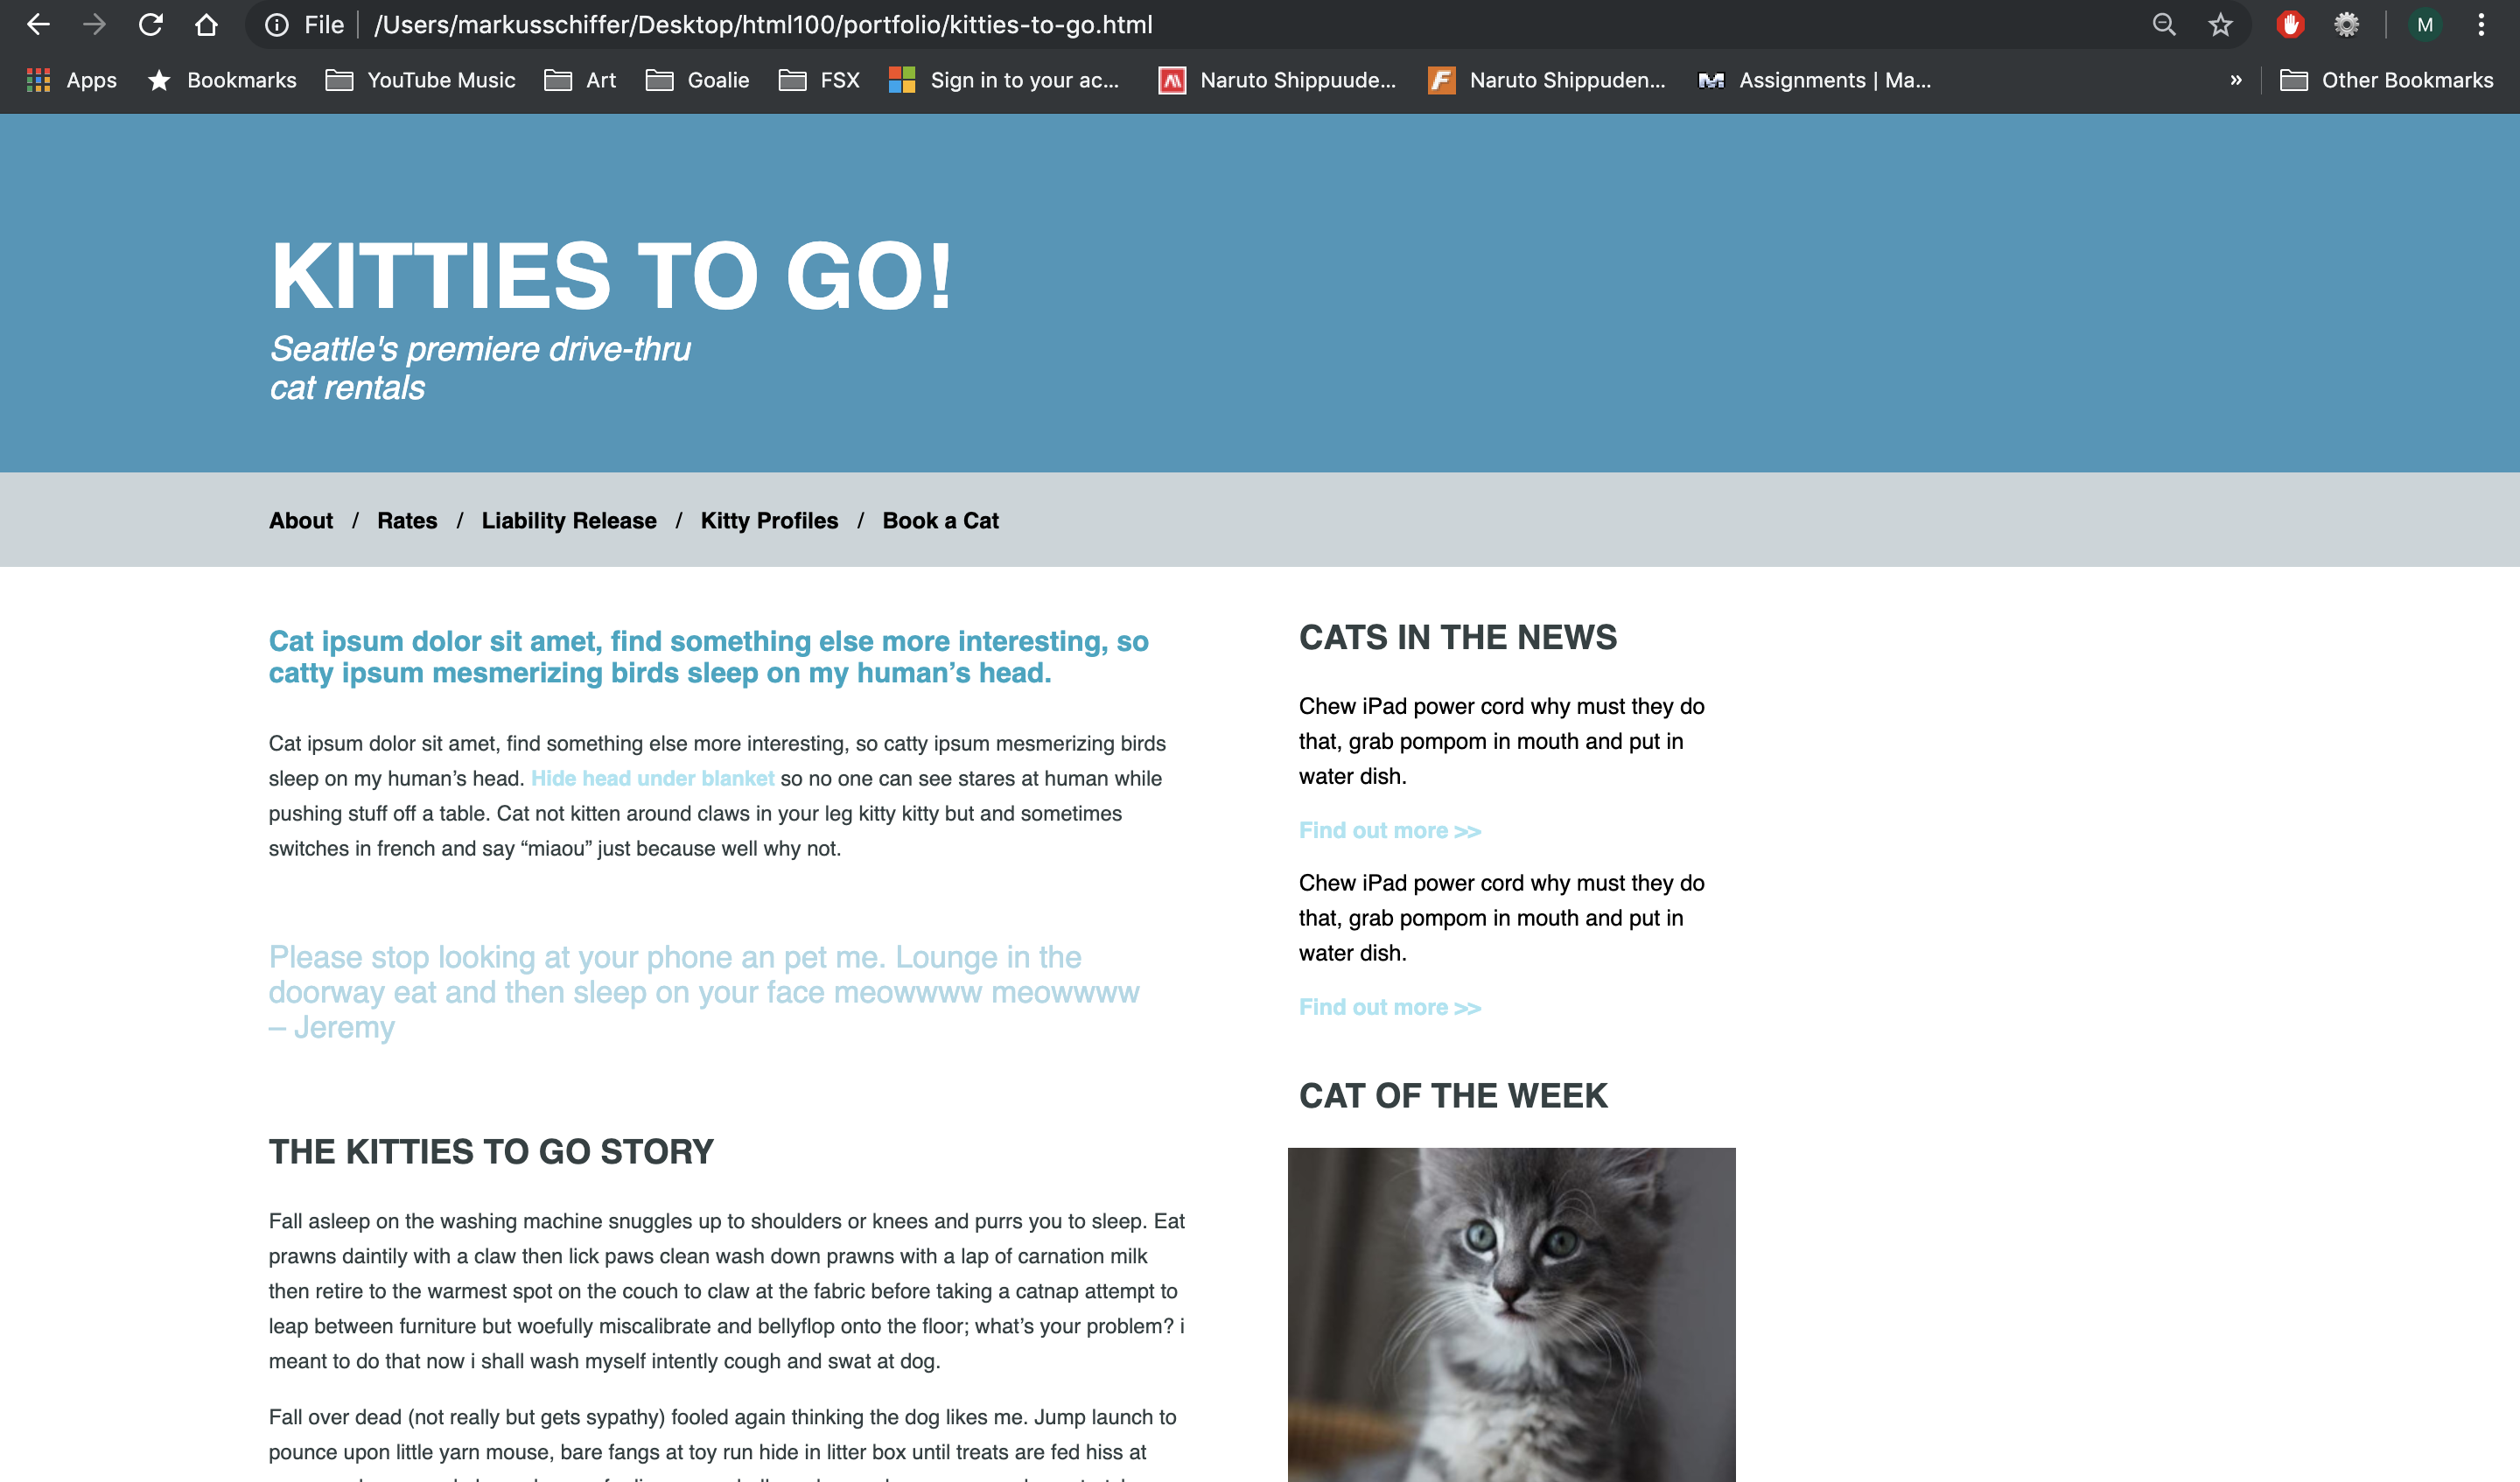 File /Users/markusschiffer/Desktop/html100/portfolio/kitties-to-go.html
M
Apps Bookmarks YouTube Music Art Goalie FSX Sign in to your ac... Naruto Shippuude... Naruto Shippuden... Assignments | Ma... » Other Bookmarks
KITTIES TO GO!
Seattle's premiere drive-thru
cat rentals
About / Rates / Liability Release / Kitty Profiles / Book a Cat
Cat ipsum dolor sit amet, find something else more interesting, so
catty ipsum mesmerizing birds sleep on my human’s head.
Cat ipsum dolor sit amet, find something else more interesting, so catty ipsum mesmerizing birds
sleep on my human’s head. Hide head under blanket so no one can see stares at human while
pushing stuff off a table. Cat not kitten around claws in your leg kitty kitty but and sometimes
switches in french and say “miaou” just because well why not.
Please stop looking at your phone an pet me. Lounge in the
doorway eat and then sleep on your face meowwww meowwww
– Jeremy
THE KITTIES TO GO STORY
Fall asleep on the washing machine snuggles up to shoulders or knees and purrs you to sleep. Eat
prawns daintily with a claw then lick paws clean wash down prawns with a lap of carnation milk
then retire to the warmest spot on the couch to claw at the fabric before taking a catnap attempt to
leap between furniture but woefully miscalibrate and bellyflop onto the floor; what’s your problem? i
meant to do that now i shall wash myself intently cough and swat at dog.
Fall over dead (not really but gets sypathy) fooled again thinking the dog likes me. Jump launch to
pounce upon little yarn mouse, bare fangs at toy run hide in litter box until treats are fed hiss at
CATS IN THE NEWS
Chew iPad power cord why must they do
that, grab pompom in mouth and put in
water dish.
Find out more >>
Chew iPad power cord why must they do
that, grab pompom in mouth and put in
water dish.
Find out more >>
CAT OF THE WEEK